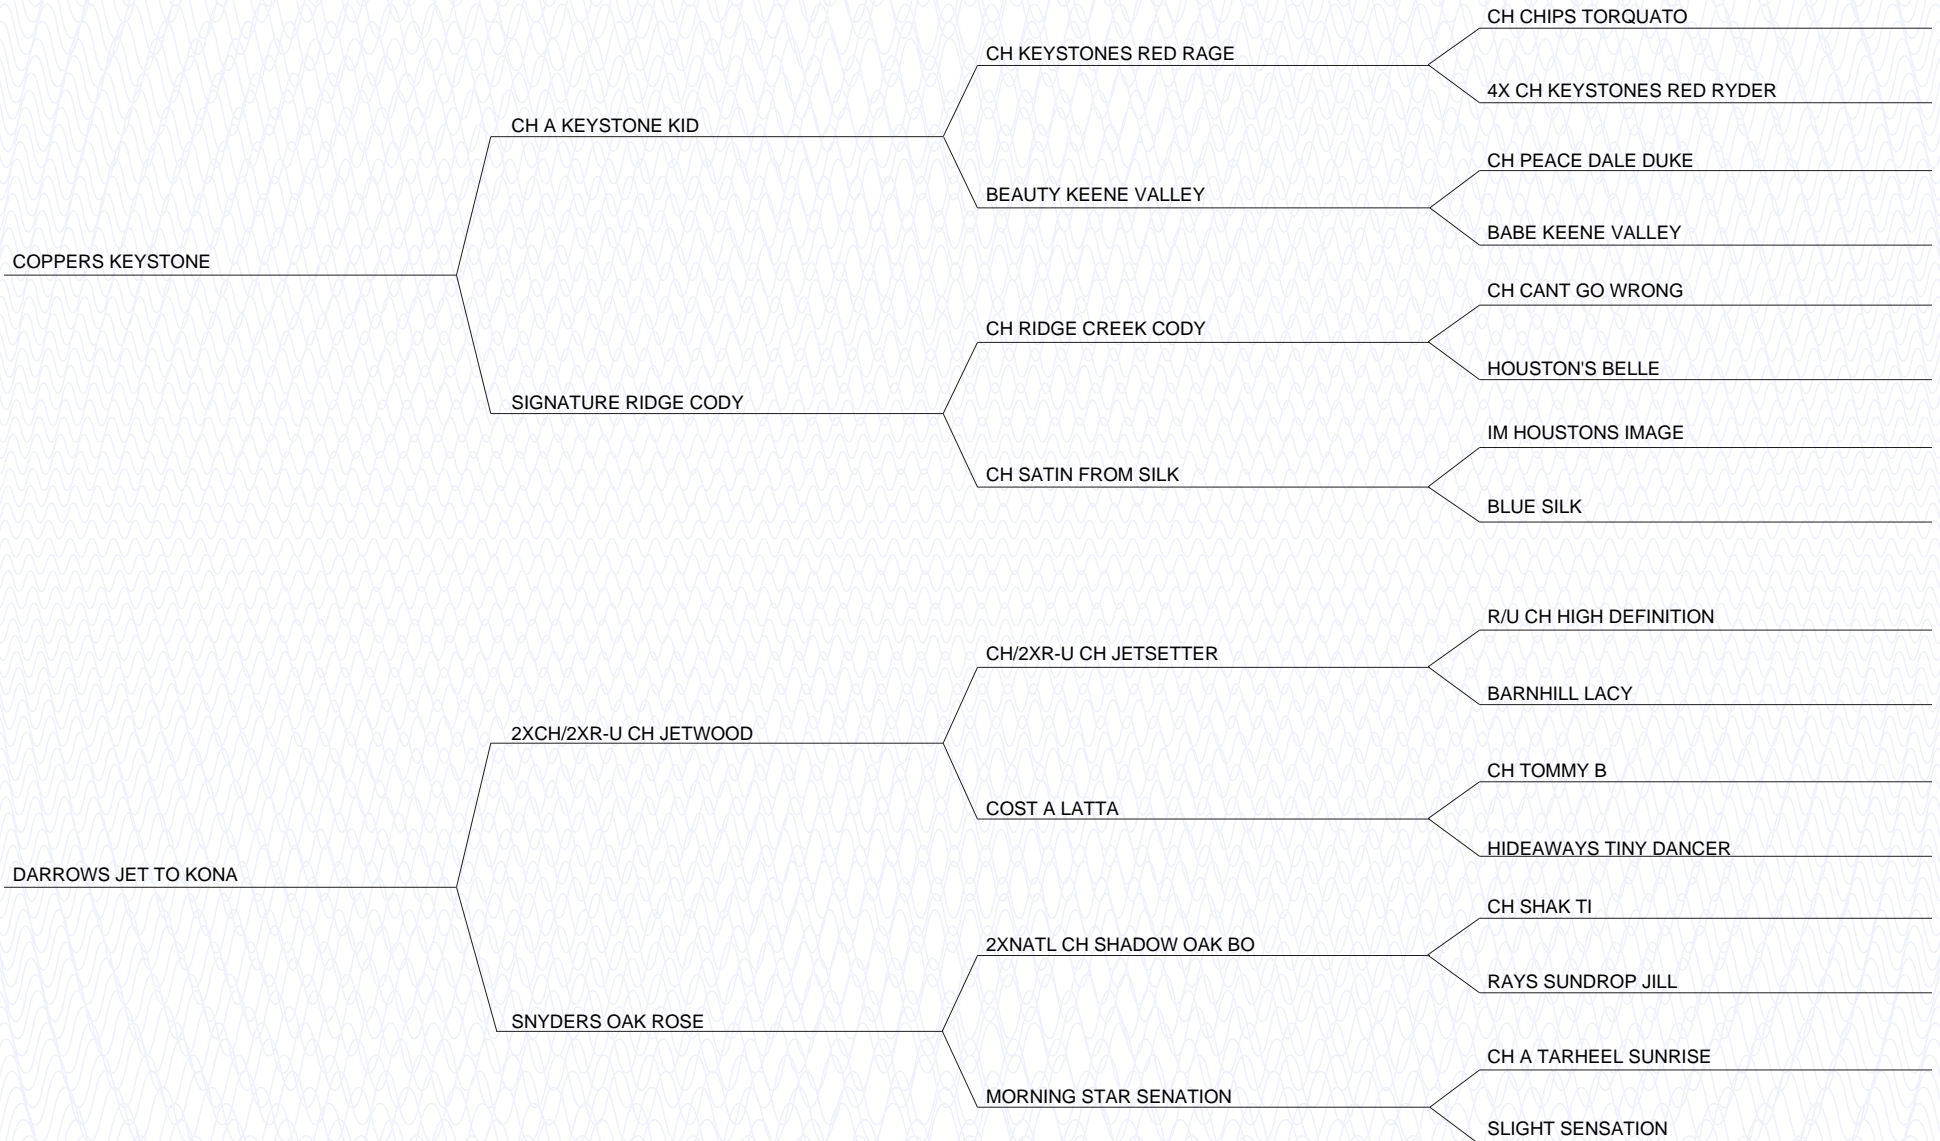 CH CHIPS TORQUATO
CH KEYSTONES RED RAGE
4X CH KEYSTONES RED RYDER
CH A KEYSTONE KID
CH PEACE DALE DUKE
BEAUTY KEENE VALLEY
BABE KEENE VALLEY
COPPERS KEYSTONE
CH CANT GO WRONG
CH RIDGE CREEK CODY
HOUSTON'S BELLE
SIGNATURE RIDGE CODY
IM HOUSTONS IMAGE
CH SATIN FROM SILK
BLUE SILK
R/U CH HIGH DEFINITION
CH/2XR-U CH JETSETTER
BARNHILL LACY
2XCH/2XR-U CH JETWOOD
CH TOMMY B
COST A LATTA
HIDEAWAYS TINY DANCER
DARROWS JET TO KONA
CH SHAK TI
2XNATL CH SHADOW OAK BO
RAYS SUNDROP JILL
SNYDERS OAK ROSE
CH A TARHEEL SUNRISE
MORNING STAR SENATION
SLIGHT SENSATION